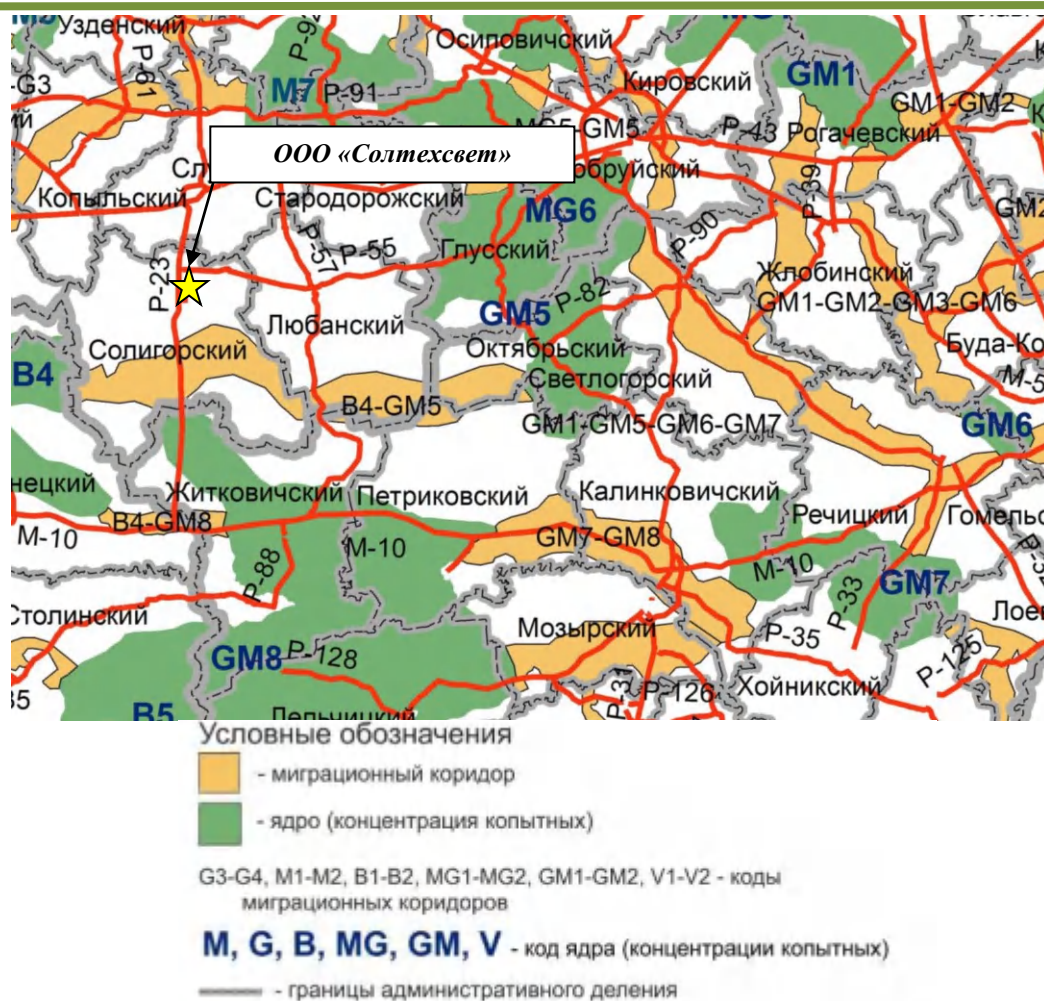 Узденский
Р-61
Осиповичский
Кировский
GM1
-G3
M7
Р-91
GM1-GM2
Р-43
Рогачевский
ООО «Солтехсвет»
Копыльский
Стародорожский
MG6
Р-39
Глусский
Р-90
Р-57
Р-55
Р-23
Жлобинский
Р-82
GM1-GM2-GM3-GM6
GM5
Любанский
Солигорский
Октябрьский
B4
Светлогорский
B4-GM5
GM1-GM5-GM6-GM7
GM6
Житковичский
Петриковский
Калинковичский
Речицкий
B4-GM8
М-10
GM7-GM8
М-10
М-10
Р-88
Р-33
GM7
Столинский
Мозырский
Р-35
GM8
Р-128
Р-125
Р-31
Р-126
Хойникский
B5
Лельчицкий
Условные обозначения
- миграционный коридор
- ядро (концентрация копытных)
G3-G4, M1-M2, B1-B2, MG1-MG2, GM1-GM2, V1-V2 - коды
миграционных коридоров
M, G, B, MG, GM, V - код ядра (концентрации копытных)
- границы административного деления